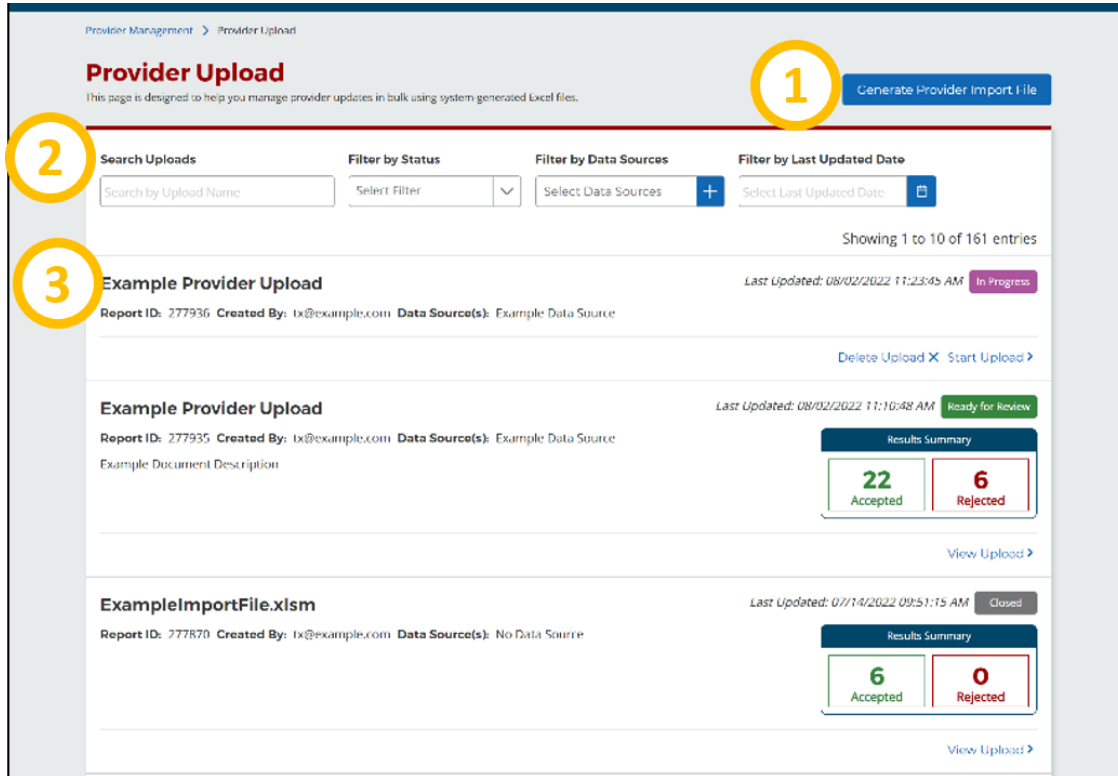 Provider Management > Provider Upload
Provider Upload
This page is designed to help you manage provider updates in bulk using system-generated Excel files.
1
Generate Provider Import File
2
Search Uploads Filter by Status Filter by Data Sources Filter by Last Updated Date
Search by Upload Name Select Filter Select Data Sources + Select Last Updated Date
Showing 1 to 10 of 161 entries
3
Example Provider Upload Last Updated: 08/02/2022 11:23:45 AM In Progress
Report ID: 277936 Created By: tx@example.com Data Source(s): Example Data Source
Delete Upload X Start Upload >
Example Provider Upload Last Updated: 08/02/2022 11:10:48 AM Ready for Review
Report ID: 277935 Created By: tx@example.com Data Source(s): Example Data Source
Example Document Description
Results Summary
22 6
Accepted Rejected
View Upload >
ExampleImportFile.xlsm Last Updated: 07/14/2022 09:51:15 AM Closed
Report ID: 277870 Created By: tx@example.com Data Source(s): No Data Source
Results Summary
6 0
Accepted Rejected
View Upload >